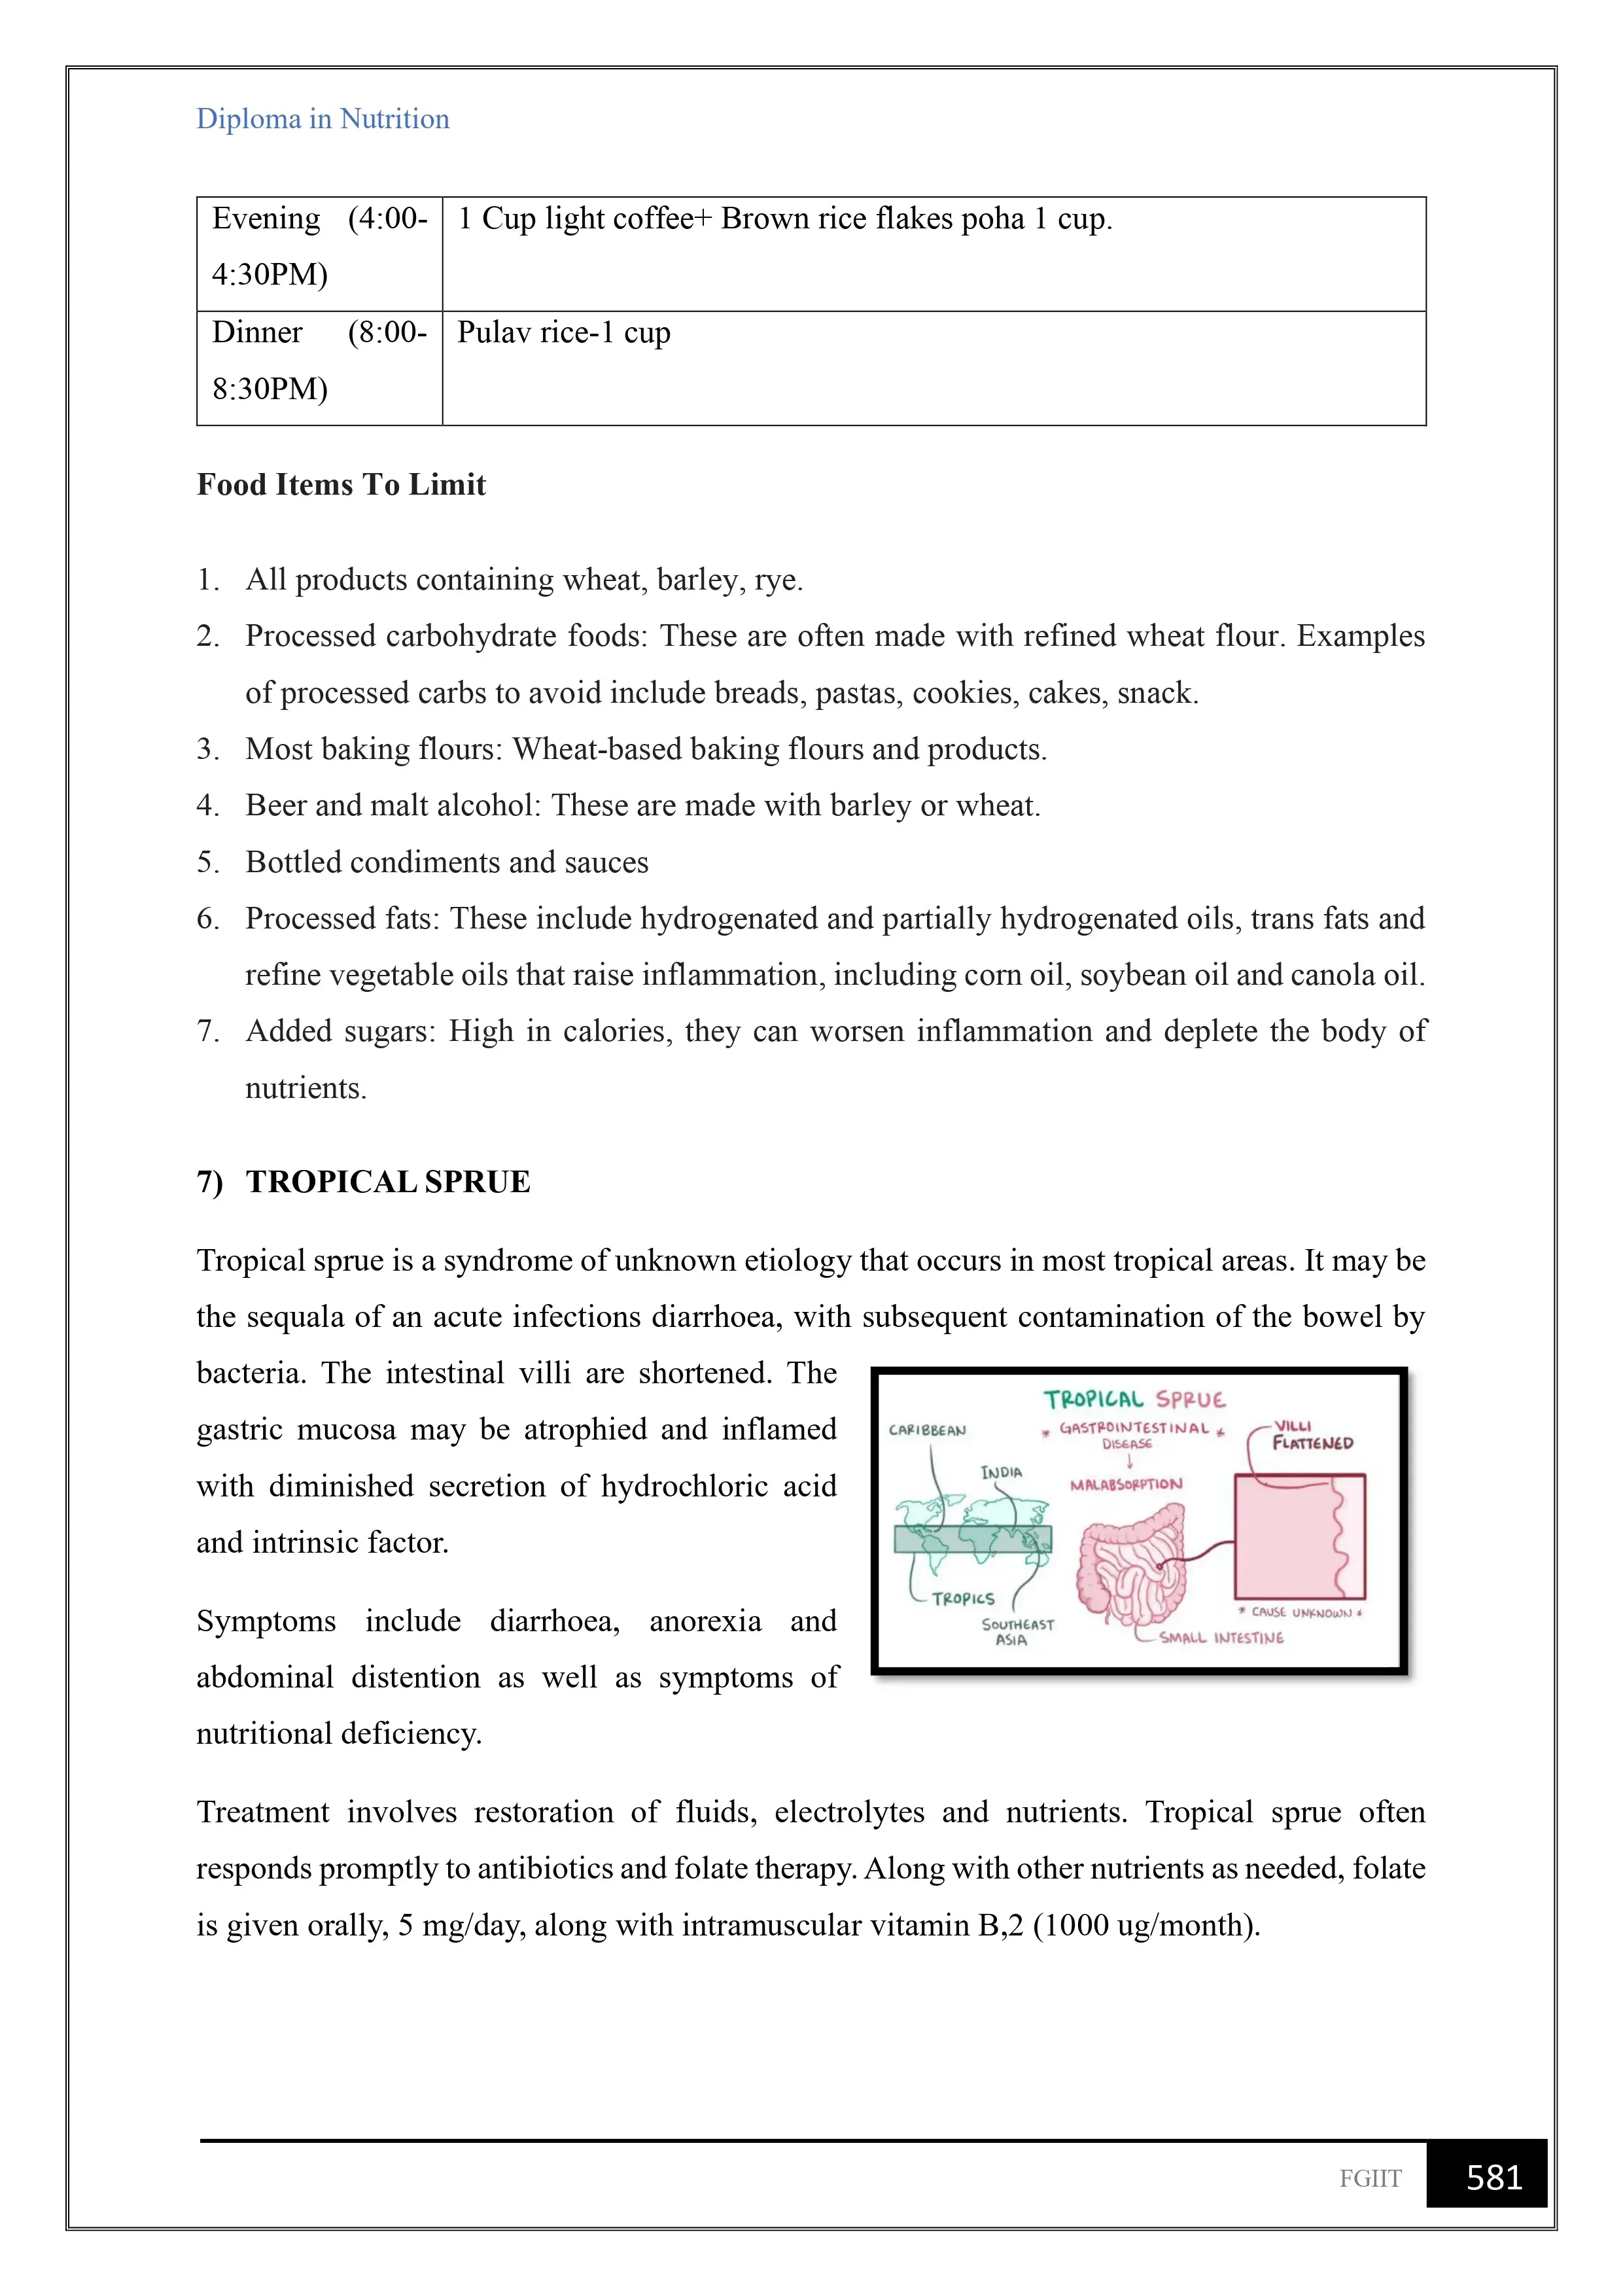 Diploma in Nutrition
Evening (4:00-
4:30PM)
1 Cup light coffee+ Brown rice flakes poha 1 cup.
Dinner (8:00-
8:30PM)
Pulav rice-1 cup
Food Items To Limit
1. All products containing wheat, barley, rye.
2. Processed carbohydrate foods: These are often made with refined wheat flour. Examples
of processed carbs to avoid include breads, pastas, cookies, cakes, snack.
3. Most baking flours: Wheat-based baking flours and products.
4. Beer and malt alcohol: These are made with barley or wheat.
5. Bottled condiments and sauces
6. Processed fats: These include hydrogenated and partially hydrogenated oils, trans fats and
refine vegetable oils that raise inflammation, including corn oil, soybean oil and canola oil.
7. Added sugars: High in calories, they can worsen inflammation and deplete the body of
nutrients.
7) TROPICAL SPRUE
Tropical sprue is a syndrome of unknown etiology that occurs in most tropical areas. It may be
the sequala of an acute infections diarrhoea, with subsequent contamination of the bowel by
bacteria. The intestinal villi are shortened. The
gastric mucosa may be atrophied and inflamed
with diminished secretion of hydrochloric acid
and intrinsic factor.
Symptoms include diarrhoea, anorexia and
abdominal distention as well as symptoms of
nutritional deficiency.
TROPICAL SPRUE
* GASTROINTESTINAL *
DISEASE
MALABSORPTION
CARIBBEAN
INDIA
TROPICS
SOUTHEAST
ASIA
VILLI
FLATTENED
* CAUSE UNKNOWN *
SMALL INTESTINE
Treatment involves restoration of fluids, electrolytes and nutrients. Tropical sprue often
responds promptly to antibiotics and folate therapy. Along with other nutrients as needed, folate
is given orally, 5 mg/day, along with intramuscular vitamin B,2 (1000 ug/month).
FGIIT
581